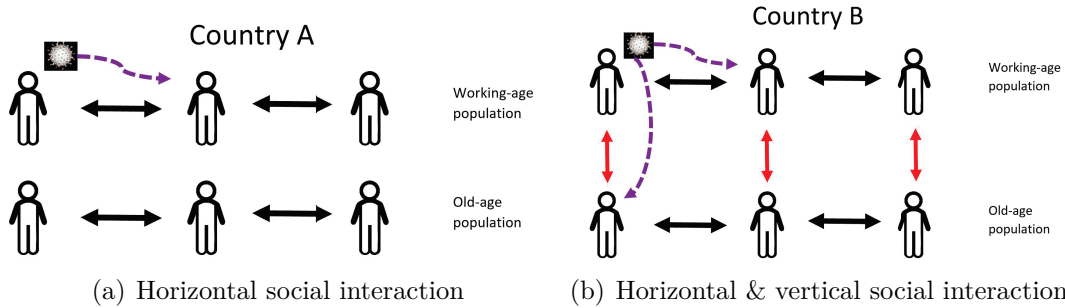 Country A
Working-age
population
Old-age
population
(a) Horizontal social interaction
Country B
Working-age
population
Old-age
population
(b) Horizontal & vertical social interaction